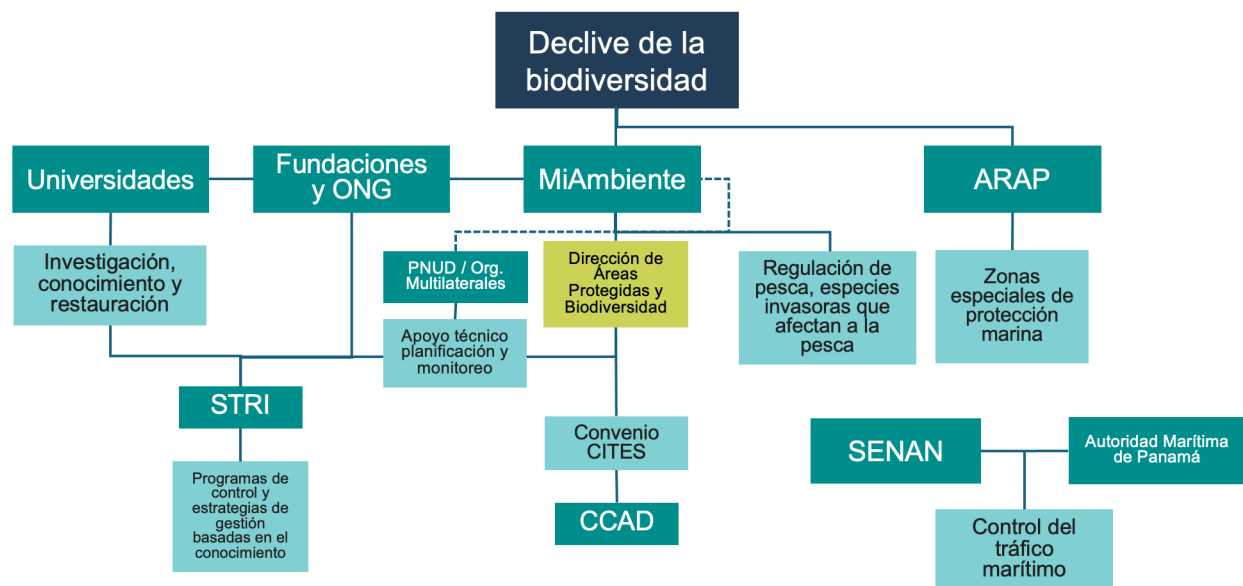 Declive de la
biodiversidad
Universidades
Fundaciones
y ONG
MiAmbiente
ARAP
Investigación,
conocimiento y
restauración
PNUD / Org.
Multilaterales
Dirección de
Áreas
Protegidas y
Biodiversidad
Regulación de
pesca, especies
invasoras que
afectan a la
pesca
Zonas
especiales de
protección
marina
Apoyo técnico
planificación y
monitoreo
STRI
Convenio
CITES
SENAN
Autoridad Marítima
de Panamá
Programas de
control y
estrategias de
gestión
basadas en el
conocimiento
CCAD
Control del
tráfico
marítimo